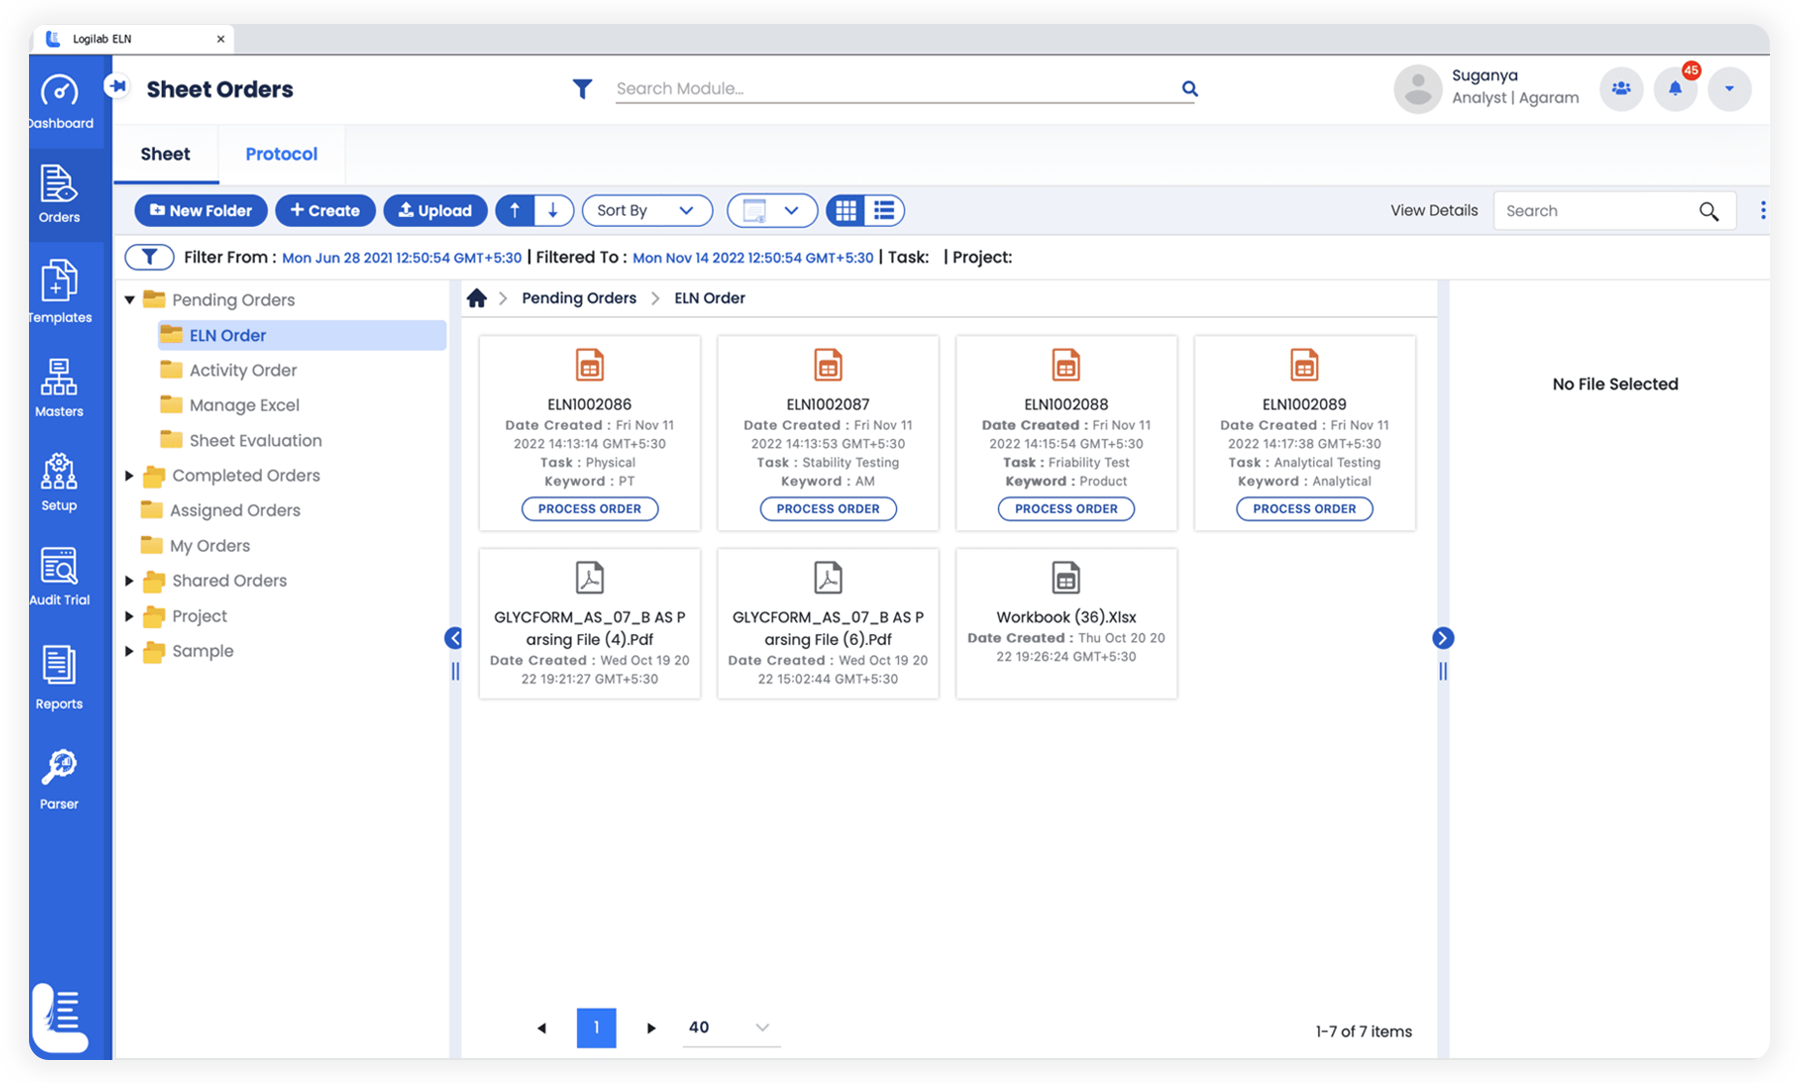 Logilab ELN
Dashboard
Orders
Templates
Masters
Setup
Audit Trial
Reports
Parser
Sheet Orders
Search Module...
Suganya
Analyst | Agaram
45
Sheet
Protocol
New Folder
+ Create
Upload
Sort By
View Details
Search
Filter From : Mon Jun 28 2021 12:50:54 GMT+5:30 | Filtered To : Mon Nov 14 2022 12:50:54 GMT+5:30 | Task: | Project:
Pending Orders
ELN Order
Activity Order
Manage Excel
Sheet Evaluation
Completed Orders
Assigned Orders
My Orders
Shared Orders
Project
Sample
Pending Orders
ELN Order
ELN1002086
Date Created : Fri Nov 11
2022 14:13:14 GMT+5:30
Task : Physical
Keyword : PT
PROCESS ORDER
ELN1002087
Date Created : Fri Nov 11
2022 14:13:53 GMT+5:30
Task : Stability Testing
Keyword : AM
PROCESS ORDER
ELN1002088
Date Created : Fri Nov 11
2022 14:15:54 GMT+5:30
Task : Friability Test
Keyword : Product
PROCESS ORDER
ELN1002089
Date Created : Fri Nov 11
2022 14:17:38 GMT+5:30
Task : Analytical Testing
Keyword : Analytical
PROCESS ORDER
GLYCFORM_AS_07_B AS P
arsing File (4).Pdf
Date Created : Wed Oct 19 20
22 19:21:27 GMT+5:30
GLYCFORM_AS_07_B AS P
arsing File (6).Pdf
Date Created : Wed Oct 19 20
22 15:02:44 GMT+5:30
Workbook (36).Xlsx
Date Created : Thu Oct 20 20
22 19:26:24 GMT+5:30
No File Selected
1
40
1-7 of 7 items